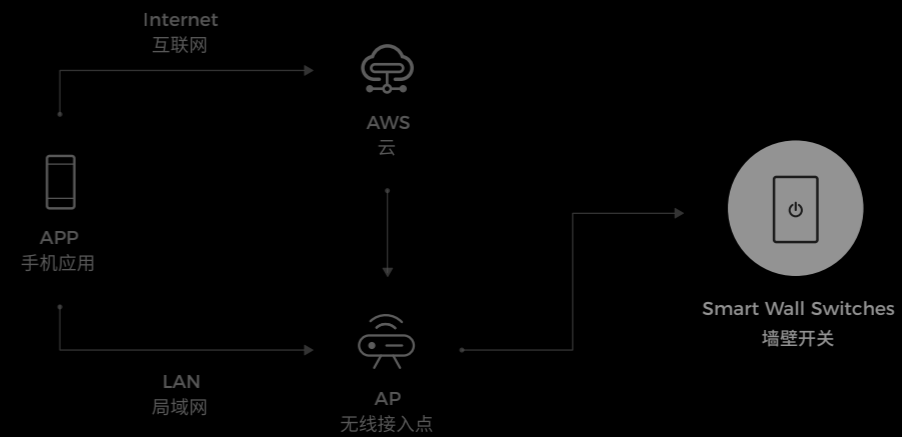 Internet
互联网
AWS
云
APP
手机应用
Smart Wall Switches
墙壁开关
LAN
局域网
AP
无线接入点